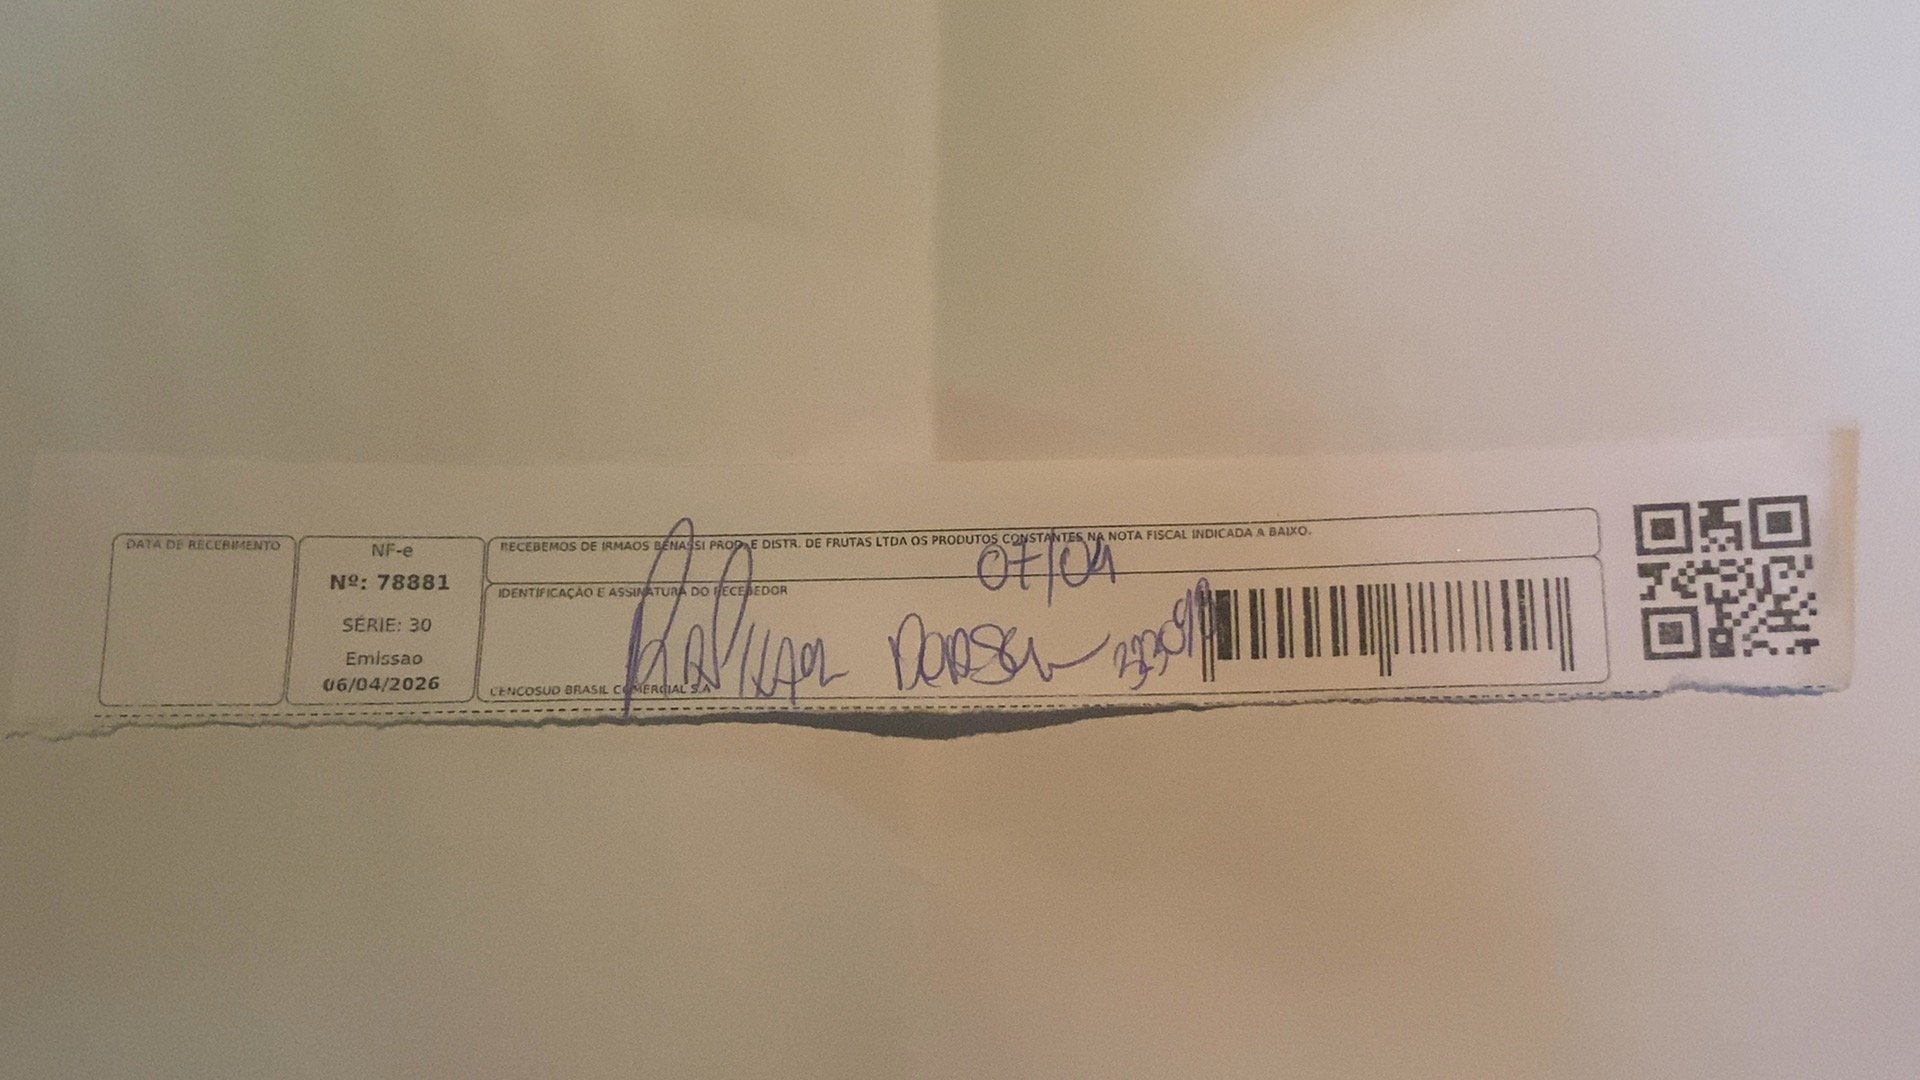 DATA DE RECEBIMENTO
NF-e
Nº: 78881
SÉRIE: 30
Emissao
06/04/2026
RECEBEMOS DE IRMAOS BENASSI PROD. E DISTR. DE FRUTAS LTDA OS PRODUTOS CONSTANTES NA NOTA FISCAL INDICADA A BAIXO.
07/04
IDENTIFICAÇÃO E ASSINATURA DO RECEBEDOR
CENCOSUD BRASIL COMERCIAL S.A